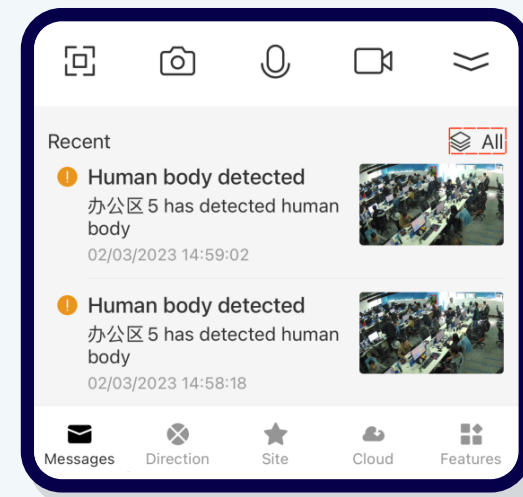 Recent
All
Human body detected
办公区 5 has detected human
body
02/03/2023 14:59:02
Human body detected
办公区 5 has detected human
body
02/03/2023 14:58:18
Messages Direction Site Cloud Features